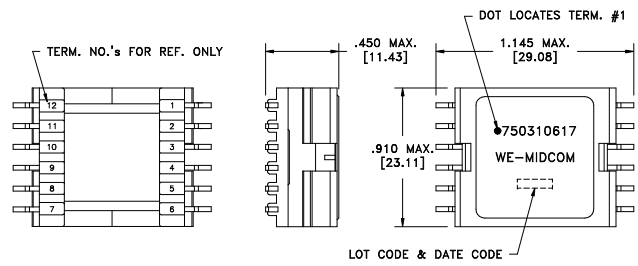 DOT LOCATES TERM. #1
TERM. NO.'s FOR REF. ONLY
.450 MAX.
[11.43]
1.145 MAX.
[29.08]
12
1
11
2
10
3
9
4
8
5
7
6
.910 MAX.
[23.11]
750310617
WE-MIDCOM
LOT CODE & DATE CODE